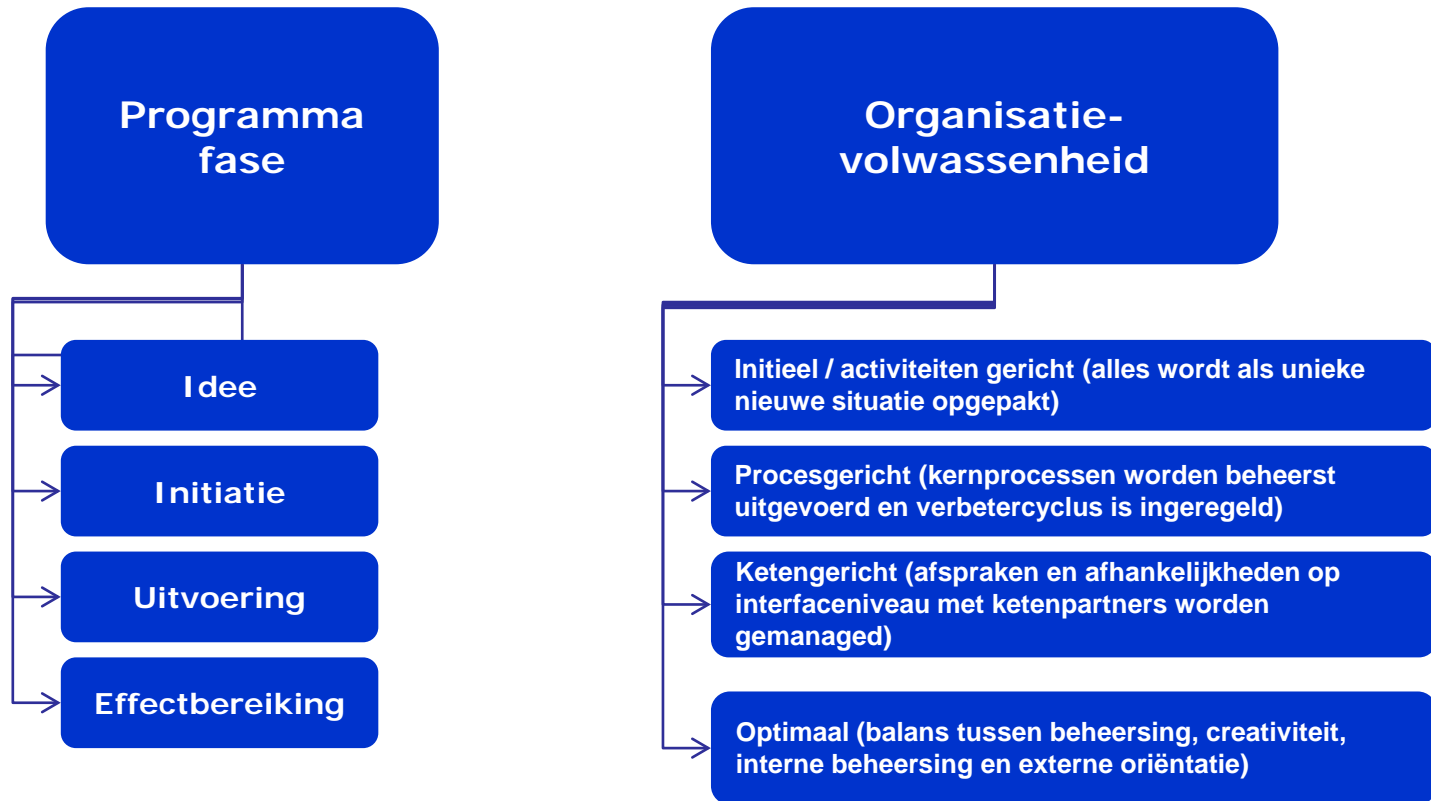 Programma
fase
Idee
Initiatie
Uitvoering
Effectbereiking
Organisatie-
volwassenheid
Initieel / activiteiten gericht (alles wordt als unieke
nieuwe situatie opgepakt)
Procesgericht (kernprocessen worden beheerst
uitgevoerd en verbetercyclus is ingeregeld)
Ketengericht (afspraken en afhankelijkheden op
interfaceniveau met ketenpartners worden
gemanaged)
Optimaal (balans tussen beheersing, creativiteit,
interne beheersing en externe oriëntatie)